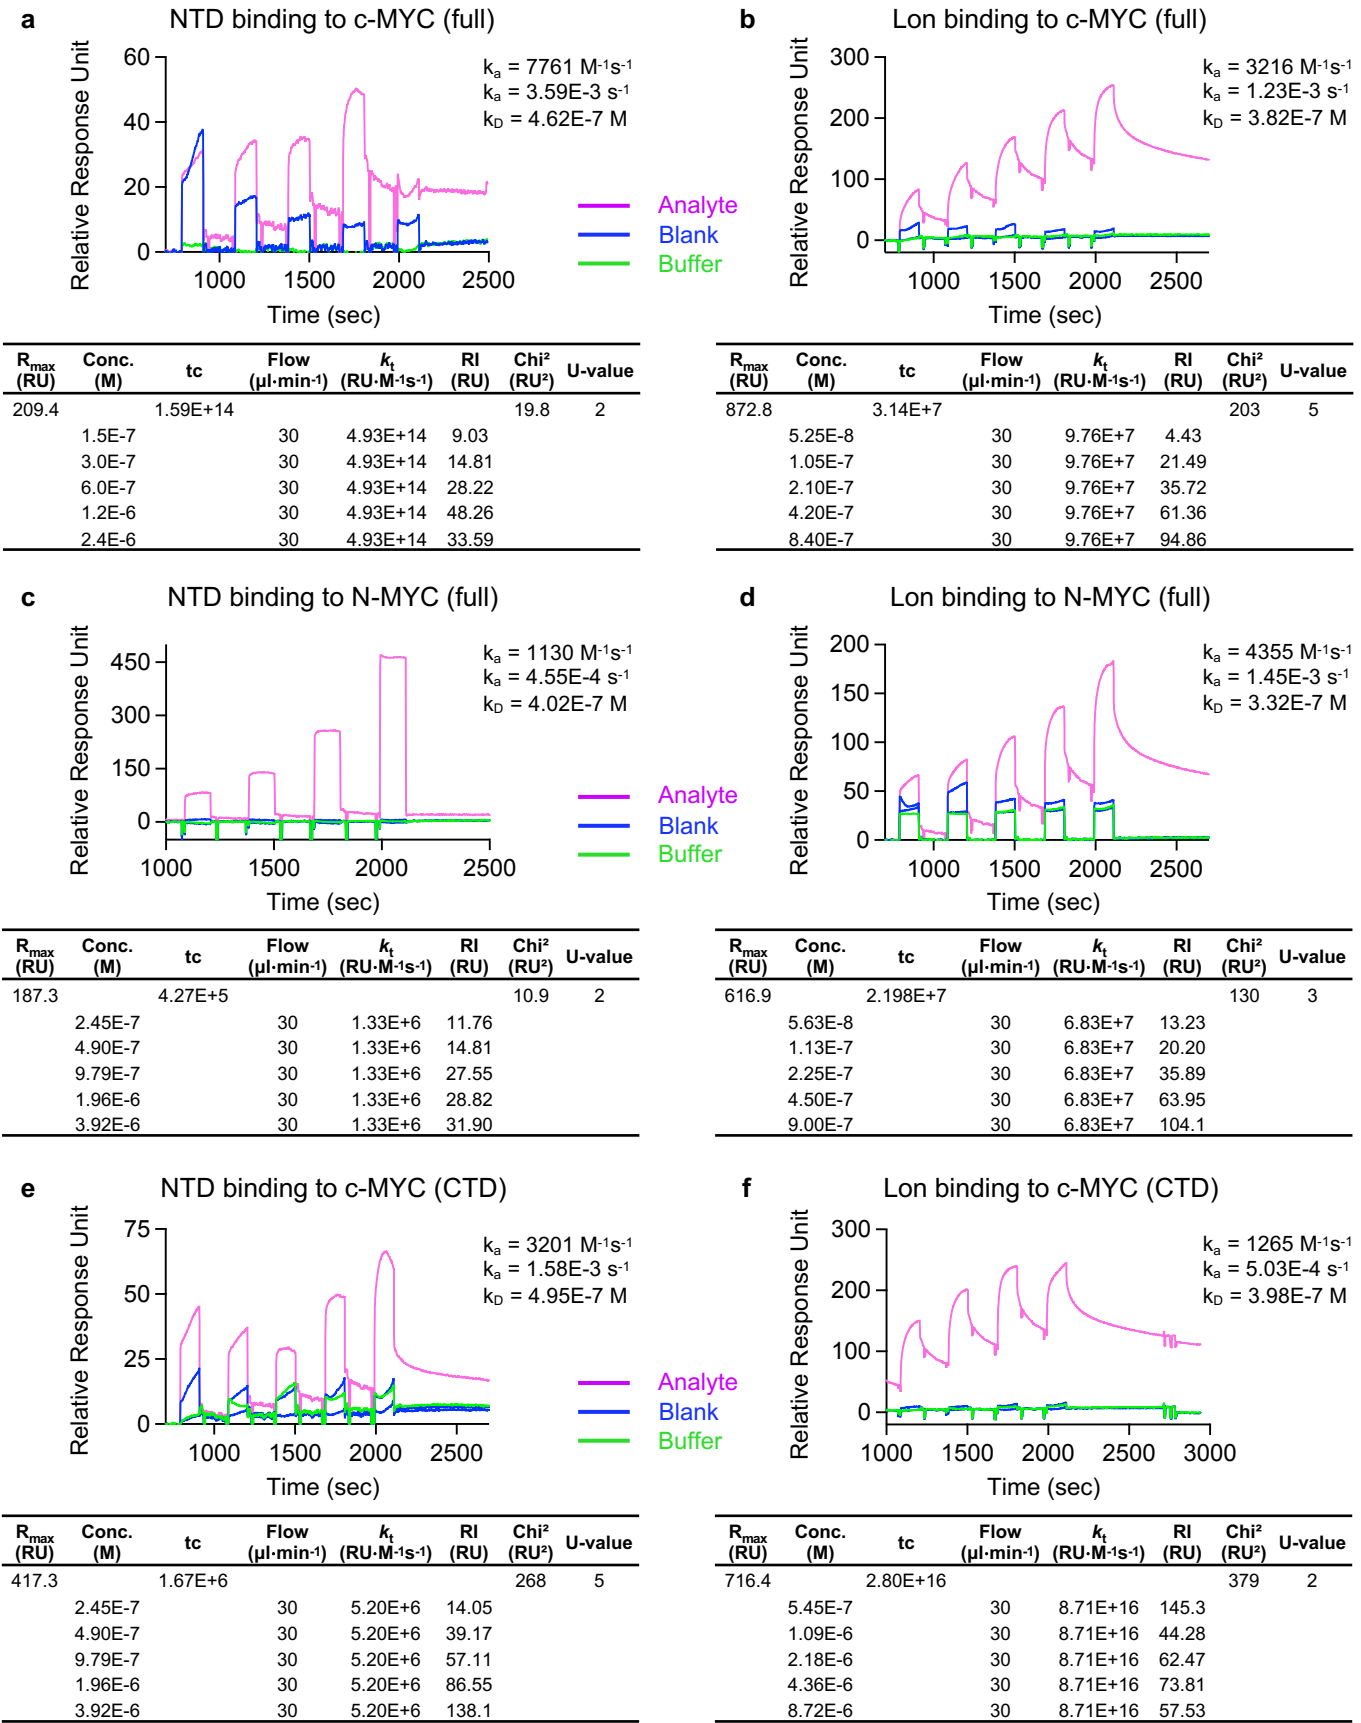 a NTD binding to c-MYC (full)
Relative Response Unit
60
40
20
0
1000 1500 2000 2500
Time (sec)
kₐ = 7761 M⁻¹s⁻¹
kₐ = 3.59E-3 s⁻¹
k_D = 4.62E-7 M
Analyte
Blank
Buffer
b Lon binding to c-MYC (full)
Relative Response Unit
300
200
100
0
1000 1500 2000 2500
Time (sec)
kₐ = 3216 M⁻¹s⁻¹
kₐ = 1.23E-3 s⁻¹
k_D = 3.82E-7 M
R_max (RU) Conc. (M) tc Flow (µl·min⁻¹) k_t (RU·M⁻¹s⁻¹) RI (RU) Chi² (RU²) U-value
209.4 1.59E+14 19.8 2
1.5E-7 30 4.93E+14 9.03
3.0E-7 30 4.93E+14 14.81
6.0E-7 30 4.93E+14 28.22
1.2E-6 30 4.93E+14 48.26
2.4E-6 30 4.93E+14 33.59
R_max (RU) Conc. (M) tc Flow (µl·min⁻¹) k_t (RU·M⁻¹s⁻¹) RI (RU) Chi² (RU²) U-value
872.8 3.14E+7 203 5
5.25E-8 30 9.76E+7 4.43
1.05E-7 30 9.76E+7 21.49
2.10E-7 30 9.76E+7 35.72
4.20E-7 30 9.76E+7 61.36
8.40E-7 30 9.76E+7 94.86
c NTD binding to N-MYC (full)
Relative Response Unit
450
300
150
0
1000 1500 2000 2500
Time (sec)
kₐ = 1130 M⁻¹s⁻¹
kₐ = 4.55E-4 s⁻¹
k_D = 4.02E-7 M
Analyte
Blank
Buffer
d Lon binding to N-MYC (full)
Relative Response Unit
200
150
100
50
0
1000 1500 2000 2500
Time (sec)
kₐ = 4355 M⁻¹s⁻¹
kₐ = 1.45E-3 s⁻¹
k_D = 3.32E-7 M
R_max (RU) Conc. (M) tc Flow (µl·min⁻¹) k_t (RU·M⁻¹s⁻¹) RI (RU) Chi² (RU²) U-value
187.3 4.27E+5 10.9 2
2.45E-7 30 1.33E+6 11.76
4.90E-7 30 1.33E+6 14.81
9.79E-7 30 1.33E+6 27.55
1.96E-6 30 1.33E+6 28.82
3.92E-6 30 1.33E+6 31.90
R_max (RU) Conc. (M) tc Flow (µl·min⁻¹) k_t (RU·M⁻¹s⁻¹) RI (RU) Chi² (RU²) U-value
616.9 2.198E+7 130 3
5.63E-8 30 6.83E+7 13.23
1.13E-7 30 6.83E+7 20.20
2.25E-7 30 6.83E+7 35.89
4.50E-7 30 6.83E+7 63.95
9.00E-7 30 6.83E+7 104.1
e NTD binding to c-MYC (CTD)
Relative Response Unit
75
50
25
0
1000 1500 2000 2500
Time (sec)
kₐ = 3201 M⁻¹s⁻¹
kₐ = 1.58E-3 s⁻¹
k_D = 4.95E-7 M
Analyte
Blank
Buffer
f Lon binding to c-MYC (CTD)
Relative Response Unit
300
200
100
0
1000 1500 2000 2500 3000
Time (sec)
kₐ = 1265 M⁻¹s⁻¹
kₐ = 5.03E-4 s⁻¹
k_D = 3.98E-7 M
R_max (RU) Conc. (M) tc Flow (µl·min⁻¹) k_t (RU·M⁻¹s⁻¹) RI (RU) Chi² (RU²) U-value
417.3 1.67E+6 268 5
2.45E-7 30 5.20E+6 14.05
4.90E-7 30 5.20E+6 39.17
9.79E-7 30 5.20E+6 57.11
1.96E-6 30 5.20E+6 86.55
3.92E-6 30 5.20E+6 138.1
R_max (RU) Conc. (M) tc Flow (µl·min⁻¹) k_t (RU·M⁻¹s⁻¹) RI (RU) Chi² (RU²) U-value
716.4 2.80E+16 379 2
5.45E-7 30 8.71E+16 145.3
1.09E-6 30 8.71E+16 44.28
2.18E-6 30 8.71E+16 62.47
4.36E-6 30 8.71E+16 73.81
8.72E-6 30 8.71E+16 57.53